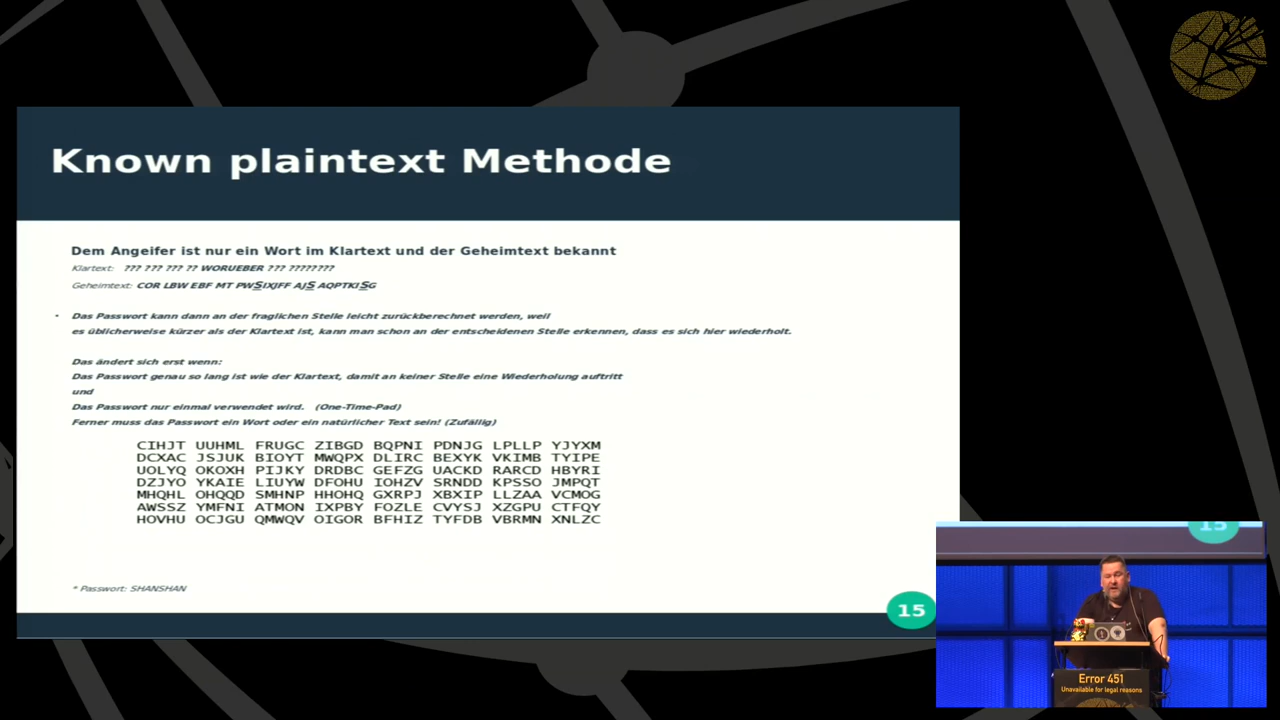 Known plaintext Methode
Dem Angeifer ist nur ein Wort im Klartext und der Geheimtext bekannt
Klartext: ??? ??? ??? ?? WORUEBER ??? ????????
Geheimtext: COR LBW EBF MT PWSIXJFF AJS AQPTKISG
• Das Passwort kann dann an der fraglichen Stelle leicht zurückberechnet werden, weil
es üblicherweise kürzer als der Klartext ist, kann man schon an der entscheidenen Stelle erkennen, dass es sich hier wiederholt.
Das ändert sich erst wenn:
Das Passwort genau so lang ist wie der Klartext, damit an keiner Stelle eine Wiederholung auftritt
und
Das Passwort nur einmal verwendet wird. (One-Time-Pad)
Ferner muss das Passwort ein Wort oder ein natürlicher Text sein! (Zufällig)
CIHJT UUHML FRUGC ZIBGD BQPNI PDNJG LPLLP YJYXM
DCXAC JSJUK BIOYT MWQPX DLIRC BEXYK VKIMB TYIPE
UOLYQ OKOXH PIJKY DRDBC GEFZG UACKD RARCD HBYRI
DZJYO YKAIE LIUYW DFOHU IOHZV SRNDD KPSSO JMPQT
MHQHL OHQQD SMHNP HHOHQ GXRPJ XBXIP LLZAA VCMOG
AWSSZ YMFNI ATMON IXPBY FOZLE CVYSJ XZGPU CTFQY
HOVHU OCJGU QMWQV OIGOR BFHIZ TYFDB VBRMN XNLZC
* Passwort: SHANSHAN
15
15
Error 451
Unavailable for legal reasons